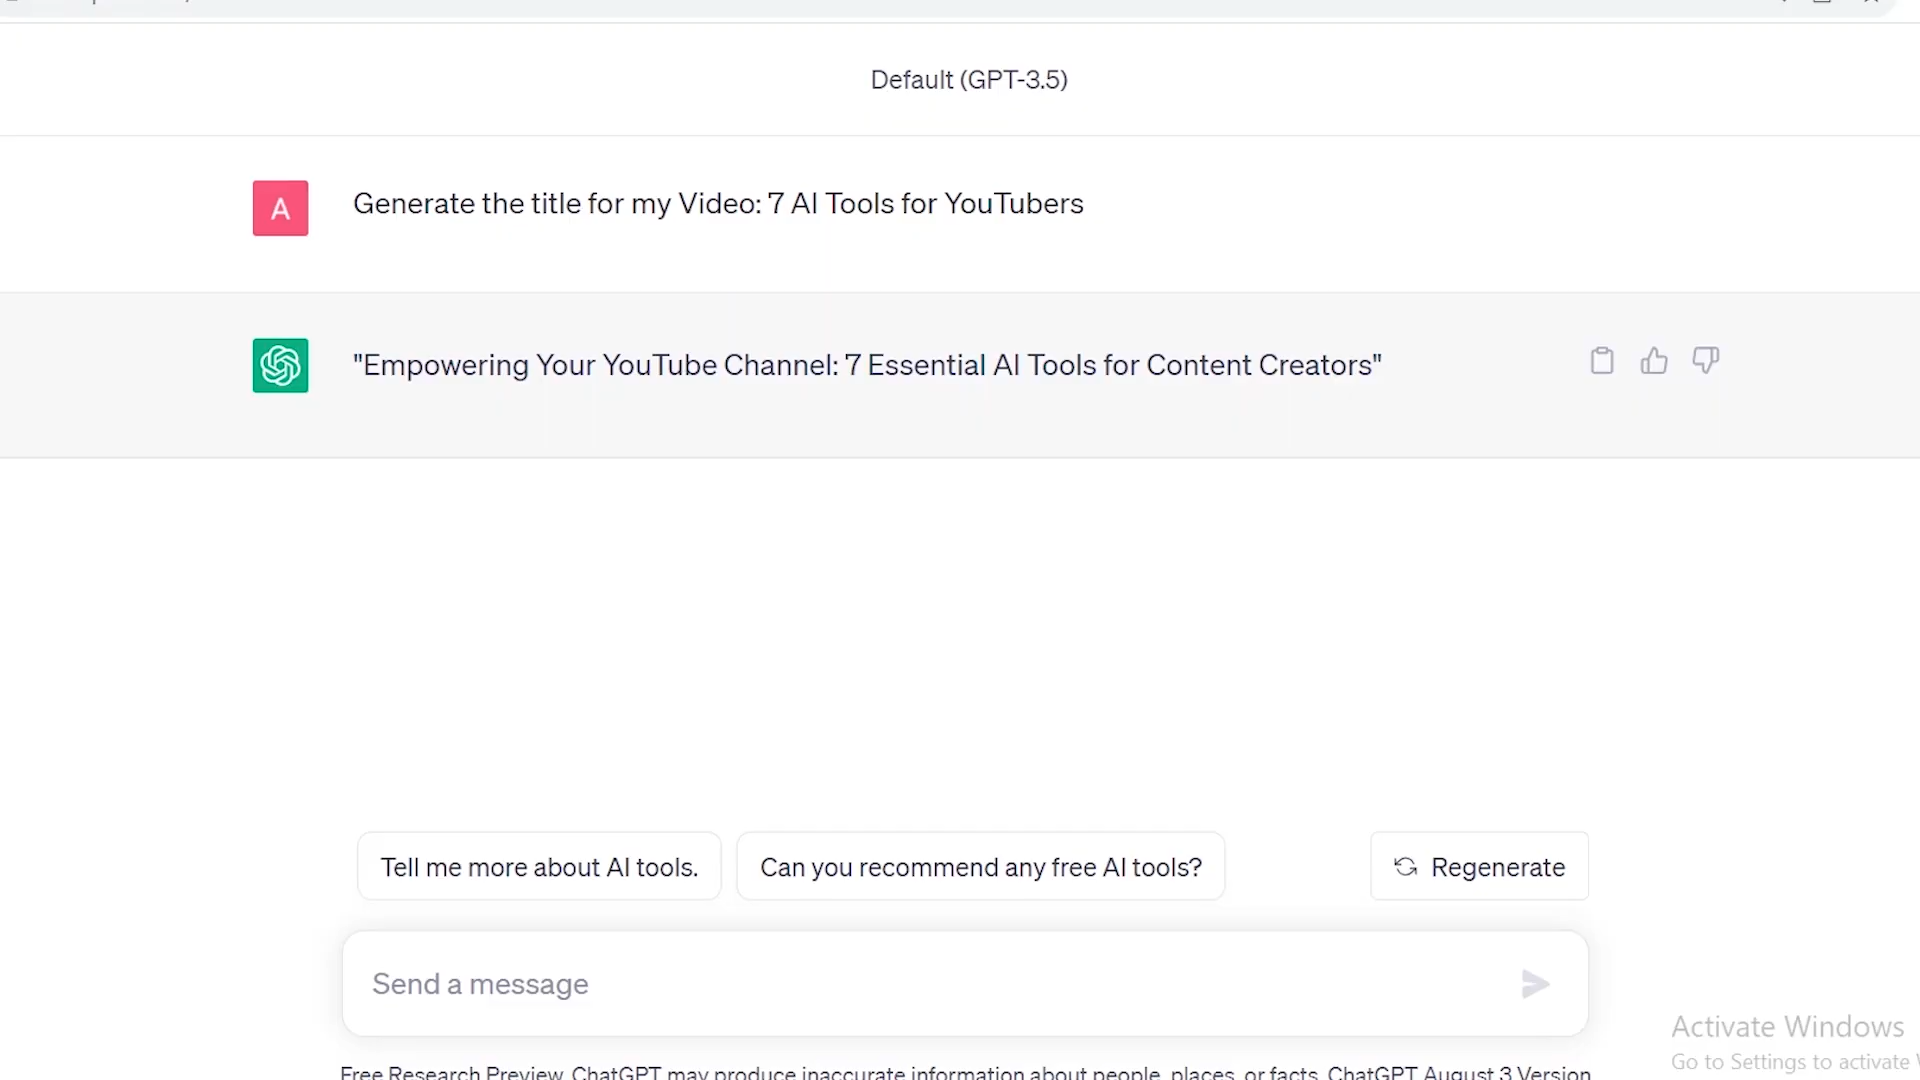 Default (GPT-3.5)
A
Generate the title for my Video: 7 AI Tools for YouTubers
"Empowering Your YouTube Channel: 7 Essential AI Tools for Content Creators"
Tell me more about AI tools.
Can you recommend any free AI tools?
Regenerate
Send a message
Activate Windows
Go to Settings to activate
Free Research Preview. ChatGPT may produce inaccurate information about people, places, or facts. ChatGPT August 3 Version